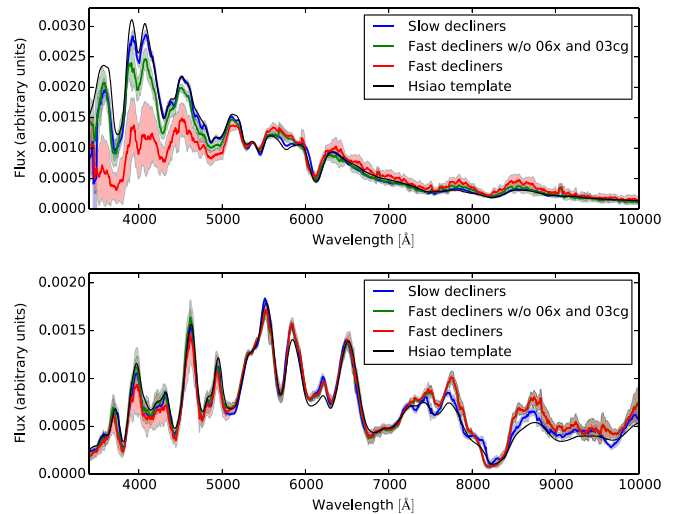 0.0030
0.0025
0.0020
0.0015
0.0010
0.0005
0.0000
Flux (arbitrary units)
Slow decliners
Fast decliners w/o 06x and 03cg
Fast decliners
Hsiao template
4000 5000 6000 7000 8000 9000 10000
Wavelength [Å]
0.0020
0.0015
0.0010
0.0005
0.0000
Flux (arbitrary units)
Slow decliners
Fast decliners w/o 06x and 03cg
Fast decliners
Hsiao template
4000 5000 6000 7000 8000 9000 10000
Wavelength [Å]